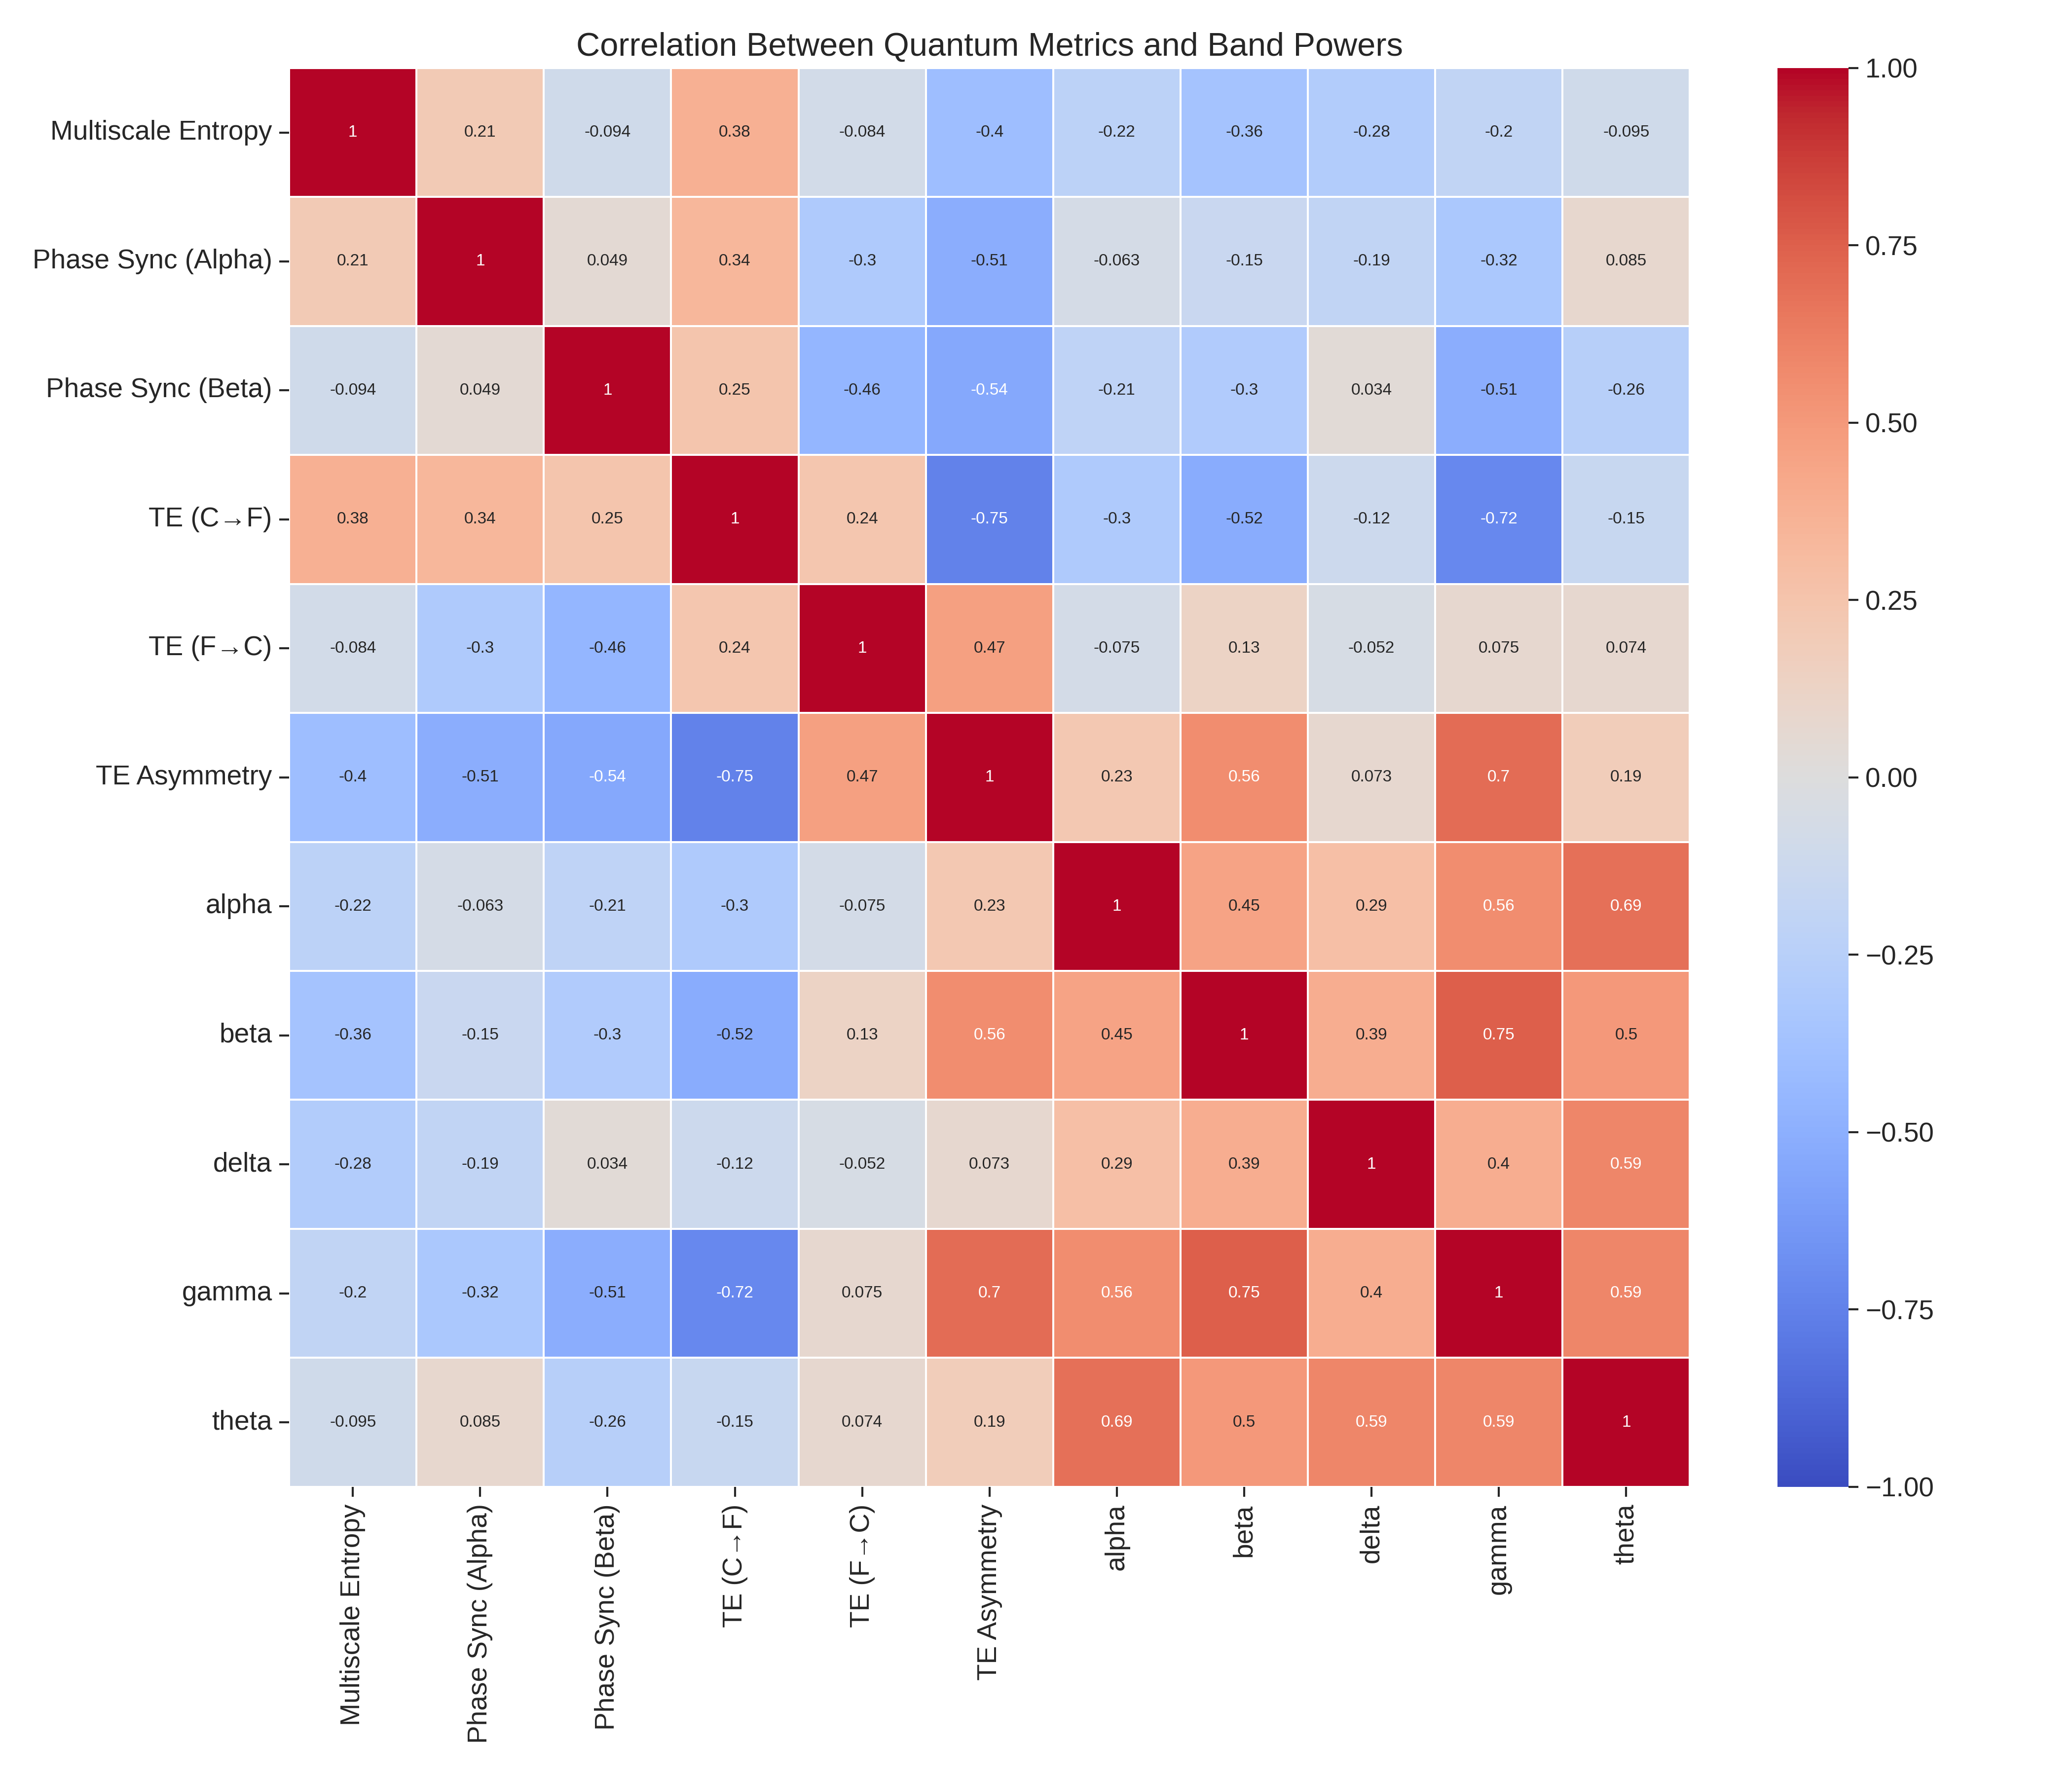 Correlation Between Quantum Metrics and Band Powers
Multiscale Entropy 1 0.21 -0.094 0.38 -0.084 -0.4 -0.22 -0.36 -0.28 -0.2 -0.095
Phase Sync (Alpha) 0.21 1 0.049 0.34 -0.3 -0.51 -0.063 -0.15 -0.19 -0.32 0.085
Phase Sync (Beta) -0.094 0.049 1 0.25 -0.46 -0.54 -0.21 -0.3 0.034 -0.51 -0.26
TE (C→F) 0.38 0.34 0.25 1 0.24 -0.75 -0.3 -0.52 -0.12 -0.72 -0.15
TE (F→C) -0.084 -0.3 -0.46 0.24 1 0.47 -0.075 0.13 -0.052 0.075 0.074
TE Asymmetry -0.4 -0.51 -0.54 -0.75 0.47 1 0.23 0.56 0.073 0.7 0.19
alpha -0.22 -0.063 -0.21 -0.3 -0.075 0.23 1 0.45 0.29 0.56 0.69
beta -0.36 -0.15 -0.3 -0.52 0.13 0.56 0.45 1 0.39 0.75 0.5
delta -0.28 -0.19 0.034 -0.12 -0.052 0.073 0.29 0.39 1 0.4 0.59
gamma -0.2 -0.32 -0.51 -0.72 0.075 0.7 0.56 0.75 0.4 1 0.59
theta -0.095 0.085 -0.26 -0.15 0.074 0.19 0.69 0.5 0.59 0.59 1
Multiscale Entropy
Phase Sync (Alpha)
Phase Sync (Beta)
TE (C→F)
TE (F→C)
TE Asymmetry
alpha
beta
delta
gamma
theta
1.00
0.75
0.50
0.25
0.00
−0.25
−0.50
−0.75
−1.00